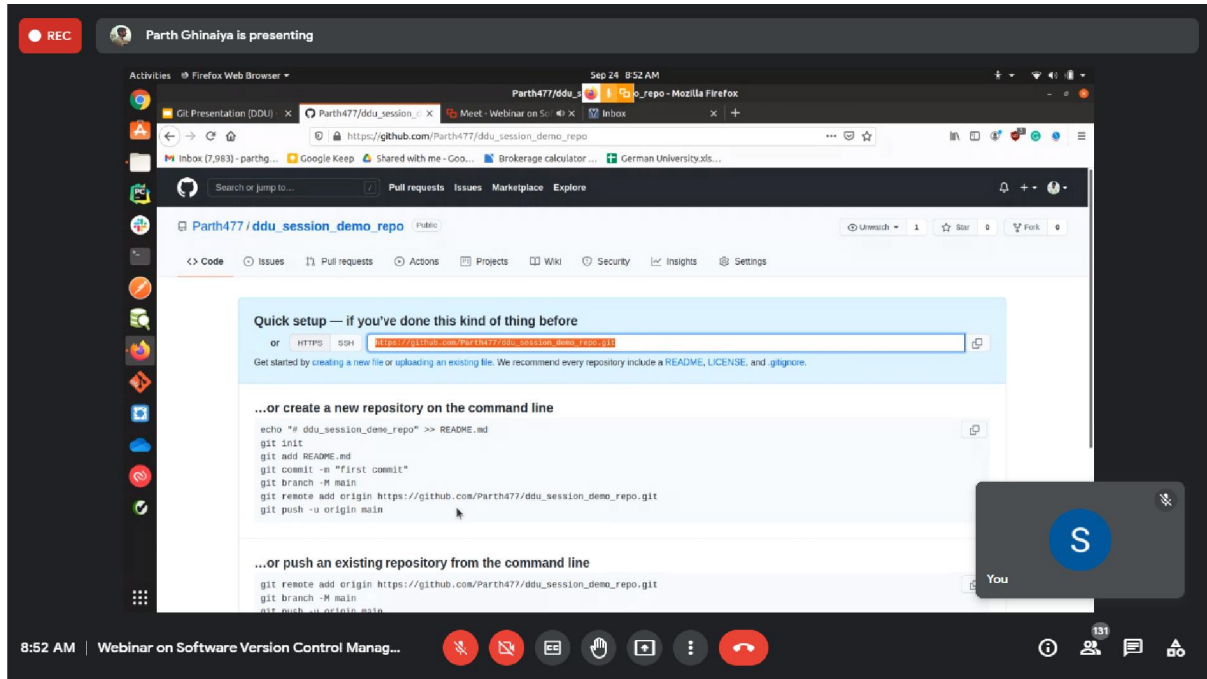 REC
Parth Ghinaiya is presenting
Activities Firefox Web Browser
Sep 24 8:52 AM
Parth477/ddu_s o_repo - Mozilla Firefox
Git Presentation (DDU)
Parth477/ddu_session_
Meet - Webinar on So
Inbox
https://github.com/Parth477/ddu_session_demo_repo
Inbox (7,983) - parthg... Google Keep Shared with me - Goo... Brokerage calculator ... German University.xls...
Search or jump to... / Pull requests Issues Marketplace Explore
Parth477 / ddu_session_demo_repo Public
Unwatch 1 Star 0 Fork 0
<> Code Issues Pull requests Actions Projects Wiki Security Insights Settings
Quick setup — if you've done this kind of thing before
or HTTPS SSH https://github.com/Parth477/ddu_session_demo_repo.git
Get started by creating a new file or uploading an existing file. We recommend every repository include a README, LICENSE, and .gitignore.
...or create a new repository on the command line
echo "# ddu_session_demo_repo" >> README.md
git init
git add README.md
git commit -m "first commit"
git branch -M main
git remote add origin https://github.com/Parth477/ddu_session_demo_repo.git
git push -u origin main
...or push an existing repository from the command line
git remote add origin https://github.com/Parth477/ddu_session_demo_repo.git
git branch -M main
git push -u origin main
S
You
8:52 AM | Webinar on Software Version Control Manag...
131